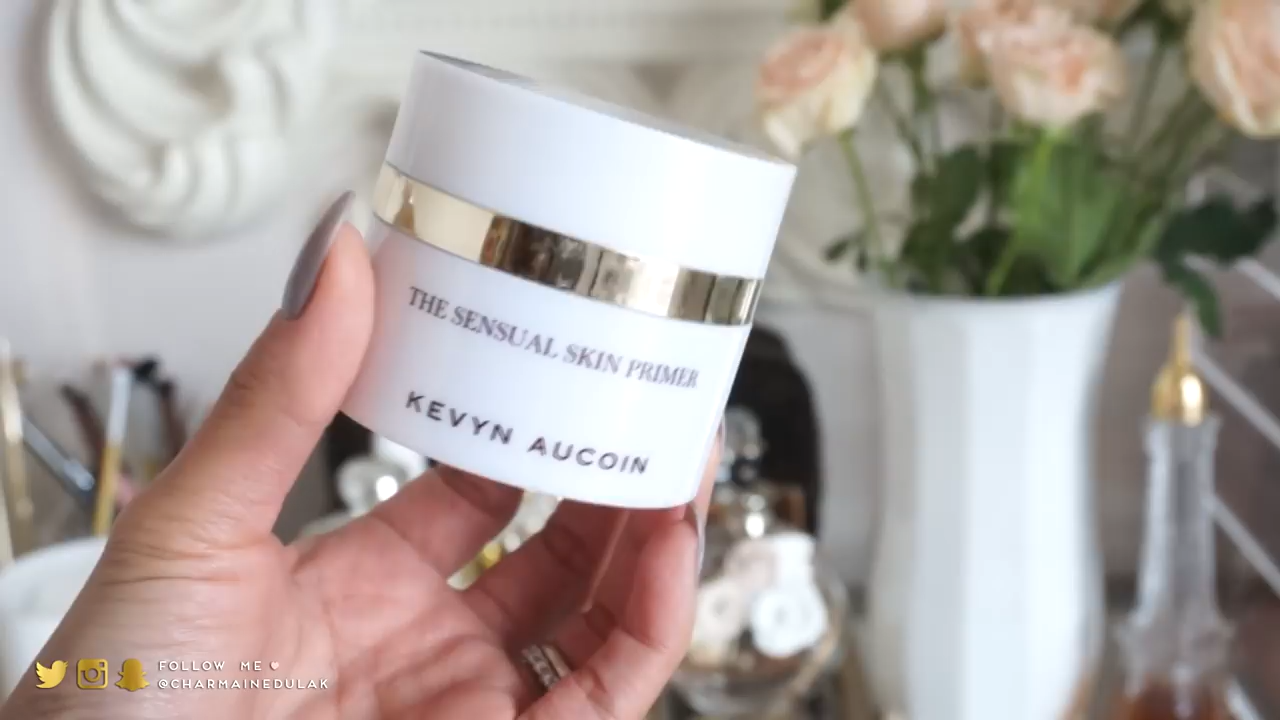 THE SENSUAL SKIN PRIMER
KEVYN AUCOIN
FOLLOW ME
@CHARMAINEDULAK